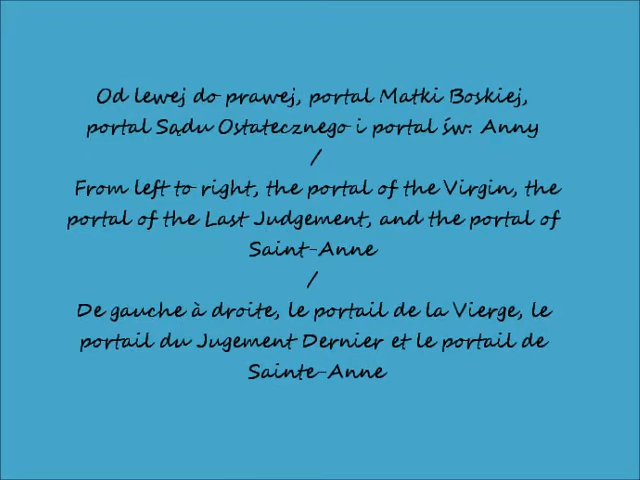 Od lewej do prawej, portal Matki Boskiej,
portal Sądu Ostatecznego i portal św. Anny
/
From left to right, the portal of the Virgin, the
portal of the Last Judgement, and the portal of
Saint-Anne
/
De gauche à droite, le portail de la Vierge, le
portail du Jugement Dernier et le portail de
Sainte-Anne